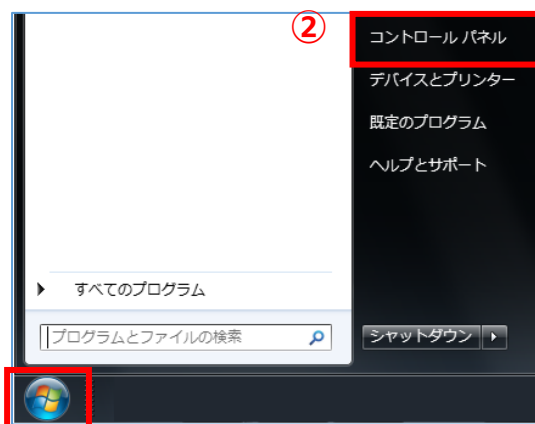 ②
コントロール パネル
デバイスとプリンター
既定のプログラム
ヘルプとサポート
すべてのプログラム
プログラムとファイルの検索
シャットダウン